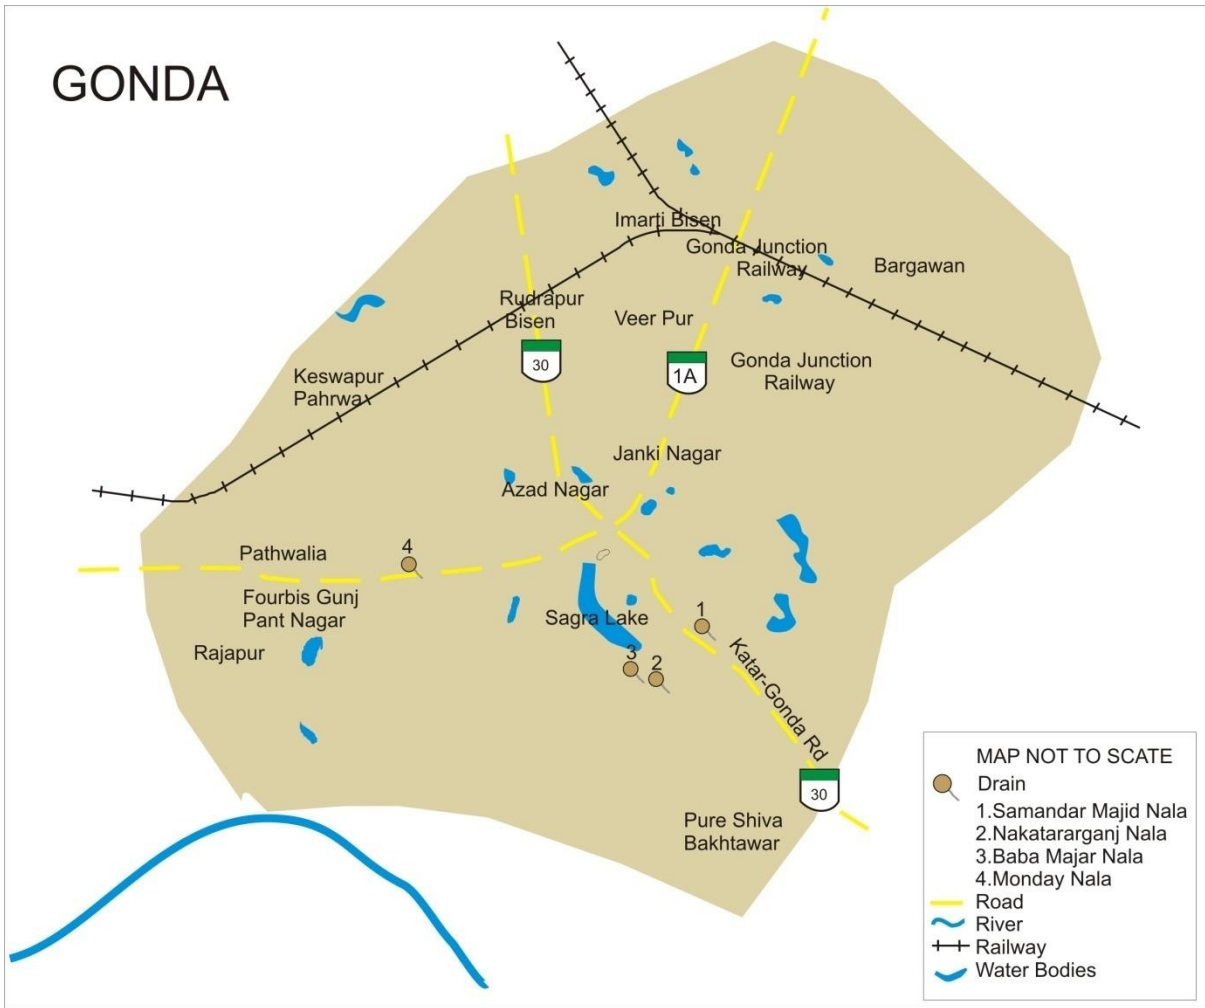 GONDA
Imarti Bisen
Gonda Junction
Railway
Bargawan
Rudrapur
Bisen
Veer Pur
30
1A
Gonda Junction
Railway
Keswapur
Pahrwa
Janki Nagar
Azad Nagar
Pathwalia
4
Fourbis Gunj
Pant Nagar
Rajapur
Sagra Lake
1
3
2
Katar-Gonda Rd
30
Pure Shiva
Bakhtawar
MAP NOT TO SCATE
Drain
1.Samandar Majid Nala
2.Nakatararganj Nala
3.Baba Majar Nala
4.Monday Nala
Road
River
Railway
Water Bodies